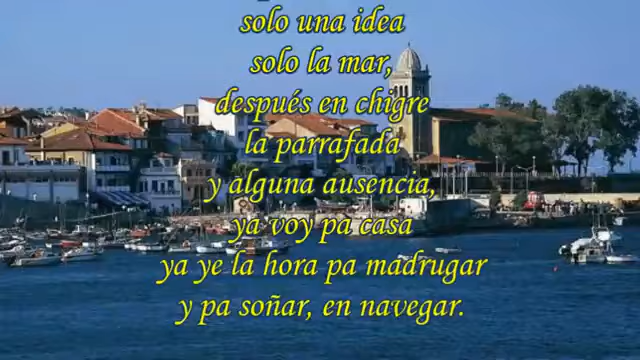 solo una idea
solo la mar,
después en chigre
la parrafada
y alguna ausencia,
ya voy pa casa
ya ye la hora pa madrugar
y pa soñar, en navegar.